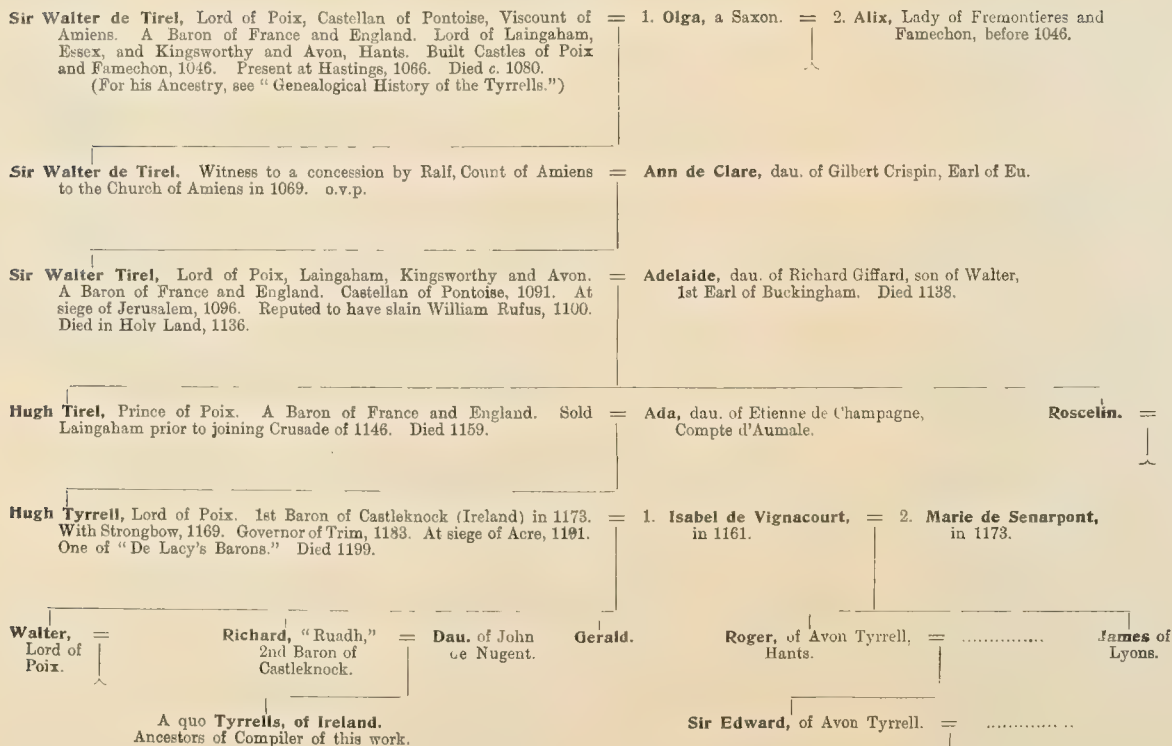 Sir Walter de Tirel, Lord of Poix, Castellan of Pontoise, Viscount of
Amiens. A Baron of France and England. Lord of Laingaham,
Essex, and Kingsworthy and Avon, Hants. Built Castles of Poix
and Famechon, 1046. Present at Hastings, 1066. Died c. 1080.
(For his Ancestry, see "Genealogical History of the Tyrrells.")
= 1. Olga, a Saxon. = 2. Alix, Lady of Fremontieres and
Famechon, before 1046.
Sir Walter de Tirel. Witness to a concession by Ralf, Count of Amiens
to the Church of Amiens in 1069. o.v.p.
= Ann de Clare, dau. of Gilbert Crispin, Earl of Eu.
Sir Walter Tirel, Lord of Poix, Laingaham, Kingsworthy and Avon.
A Baron of France and England. Castellan of Pontoise, 1091. At
siege of Jerusalem, 1096. Reputed to have slain William Rufus, 1100.
Died in Holy Land, 1136.
= Adelaide, dau. of Richard Giffard, son of Walter,
1st Earl of Buckingham. Died 1138.
Hugh Tirel, Prince of Poix. A Baron of France and England. Sold
Laingaham prior to joining Crusade of 1146. Died 1159.
= Ada, dau. of Etienne de Champagne,
Compte d'Aumale.
Roscelin. =
Hugh Tyrrell, Lord of Poix. 1st Baron of Castleknock (Ireland) in 1173.
With Strongbow, 1169. Governor of Trim, 1183. At siege of Acre, 1191.
One of "De Lacy's Barons." Died 1199.
= 1. Isabel de Vignacourt,
in 1161.
= 2. Marie de Senarpont,
in 1173.
Walter, =
Lord of
Poix.
Richard, "Ruadh," =
2nd Baron of
Castleknock.
Dau. of John
de Nugent.
Gerald.
Roger, of Avon Tyrrell, = ..............
Hants.
James of
Lyons.
A quo Tyrrells, of Ireland.
Ancestors of Compiler of this work.
Sir Edward, of Avon Tyrrell. = ..............